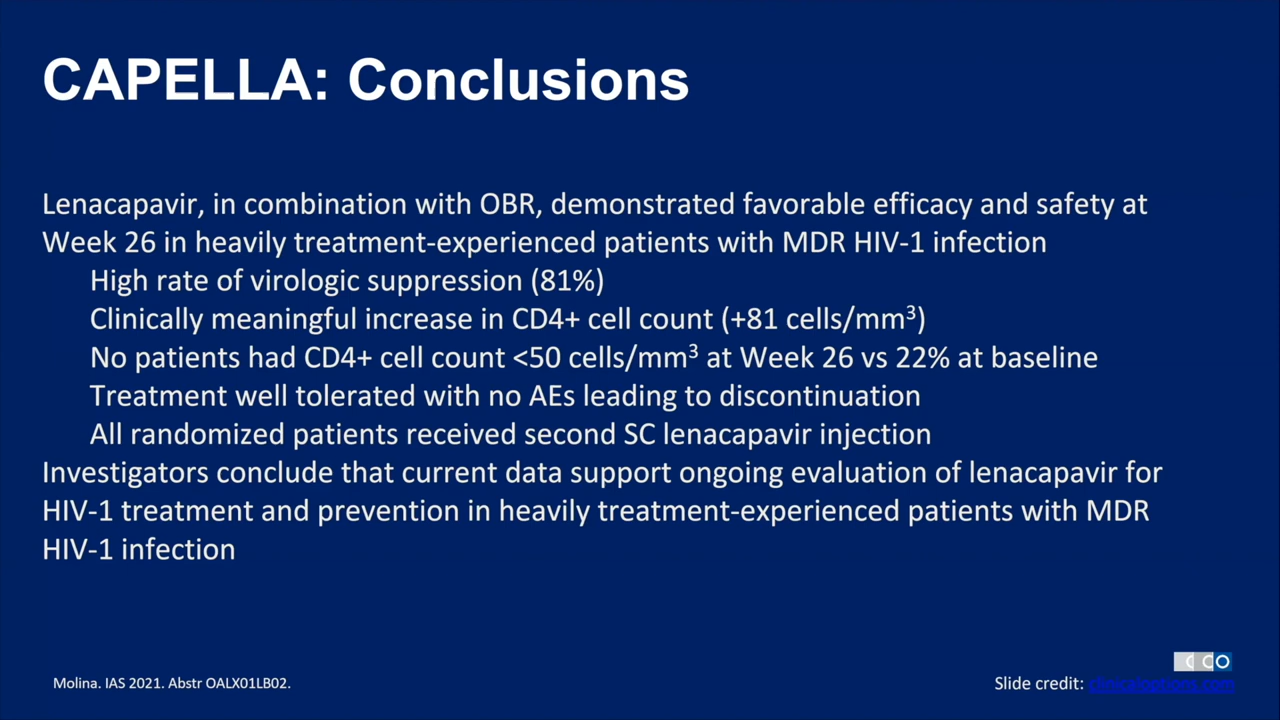 CAPELLA: Conclusions
Lenacapavir, in combination with OBR, demonstrated favorable efficacy and safety at
Week 26 in heavily treatment-experienced patients with MDR HIV-1 infection
High rate of virologic suppression (81%)
Clinically meaningful increase in CD4+ cell count (+81 cells/mm³)
No patients had CD4+ cell count <50 cells/mm³ at Week 26 vs 22% at baseline
Treatment well tolerated with no AEs leading to discontinuation
All randomized patients received second SC lenacapavir injection
Investigators conclude that current data support ongoing evaluation of lenacapavir for
HIV-1 treatment and prevention in heavily treatment-experienced patients with MDR
HIV-1 infection
CCO
Molina. IAS 2021. Abstr OALX01LB02.
Slide credit: clinicaloptions.com